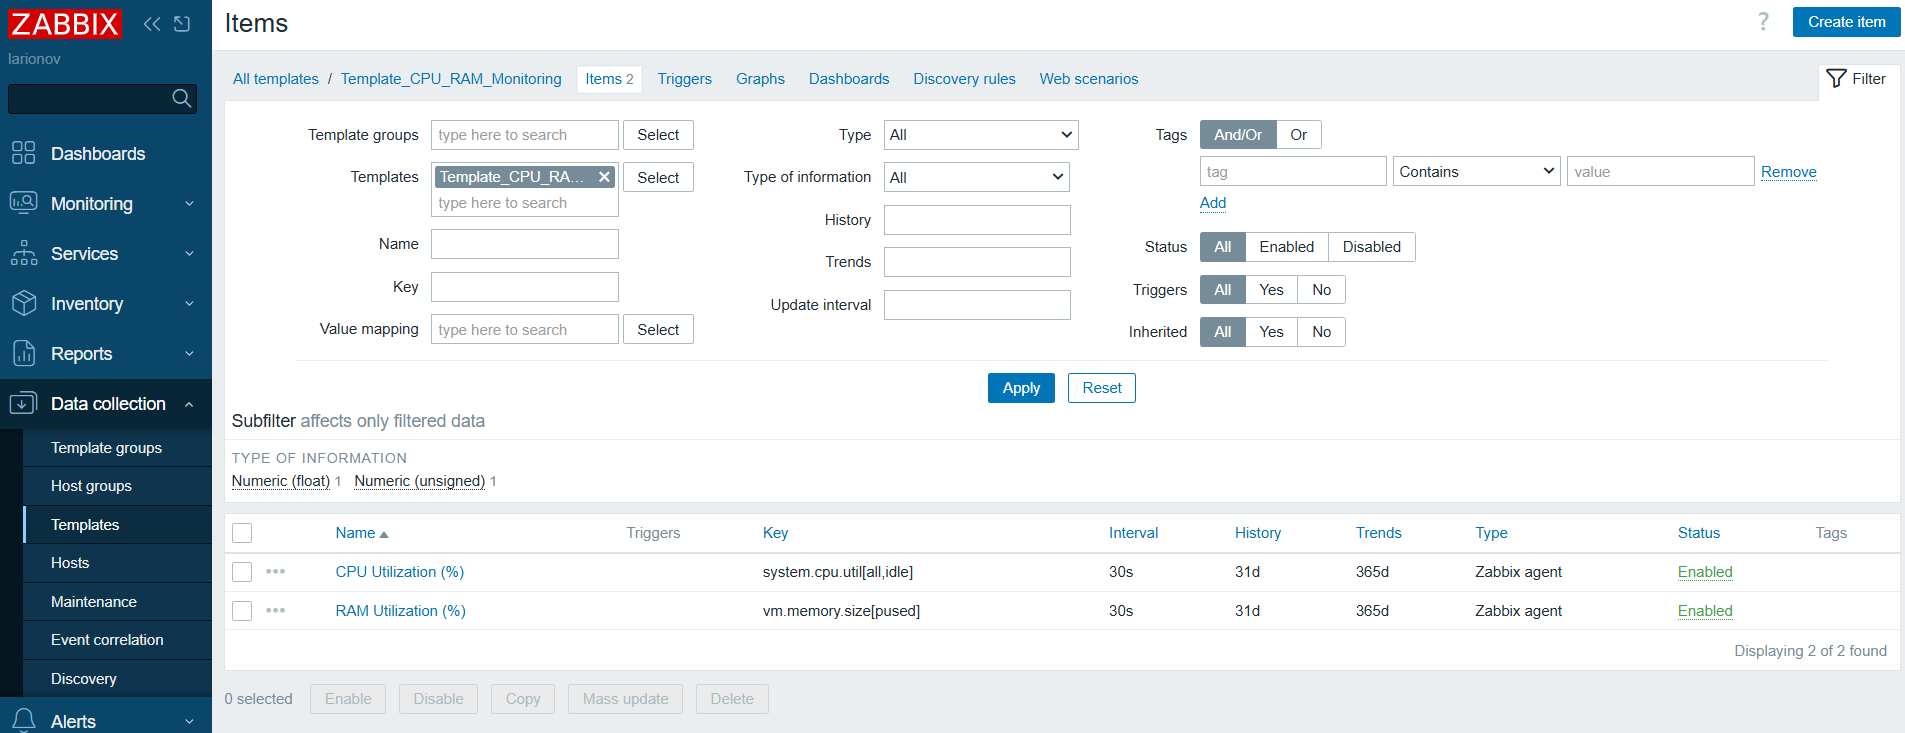 ZABBIX
larionov
Dashboards
Monitoring
Services
Inventory
Reports
Data collection
Template groups
Host groups
Templates
Hosts
Maintenance
Event correlation
Discovery
Alerts
Items
? Create item
All templates / Template_CPU_RAM_Monitoring Items 2 Triggers Graphs Dashboards Discovery rules Web scenarios Filter
Template groups type here to search Select
Templates Template_CPU_RA... Select
type here to search
Name
Key
Value mapping type here to search Select
Type All
Type of information All
History
Trends
Update interval
Tags And/Or Or
tag Contains value Remove
Add
Status All Enabled Disabled
Triggers All Yes No
Inherited All Yes No
Apply Reset
Subfilter affects only filtered data
TYPE OF INFORMATION
Numeric (float) 1 Numeric (unsigned) 1
Name Triggers Key Interval History Trends Type Status Tags
CPU Utilization (%) system.cpu.util[all,idle] 30s 31d 365d Zabbix agent Enabled
RAM Utilization (%) vm.memory.size[pused] 30s 31d 365d Zabbix agent Enabled
Displaying 2 of 2 found
0 selected Enable Disable Copy Mass update Delete